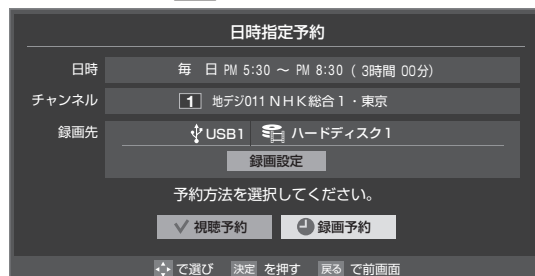 日時指定予約
日時 毎 日 PM 5:30 ～ PM 8:30 ( 3時間 00分)
チャンネル 1 地デジ011 NHK総合1・東京
録画先 USB1 ハードディスク1
録画設定
予約方法を選択してください。
視聴予約 録画予約
で選び 決定 を押す 戻る で前画面